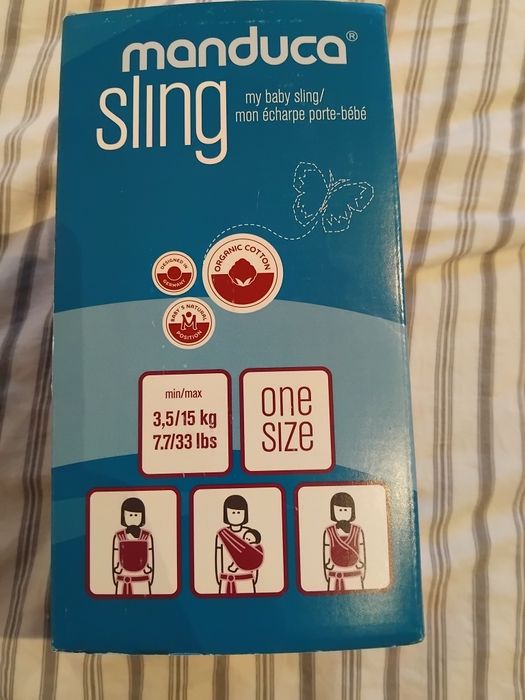 manduca®
sling
my baby sling/
mon écharpe porte-bébé
ORGANIC COTTON
DESIGNED IN
GERMANY
BABY'S NATURAL
POSITION
min/max
3,5/15 kg
7.7/33 lbs
one
SIZE